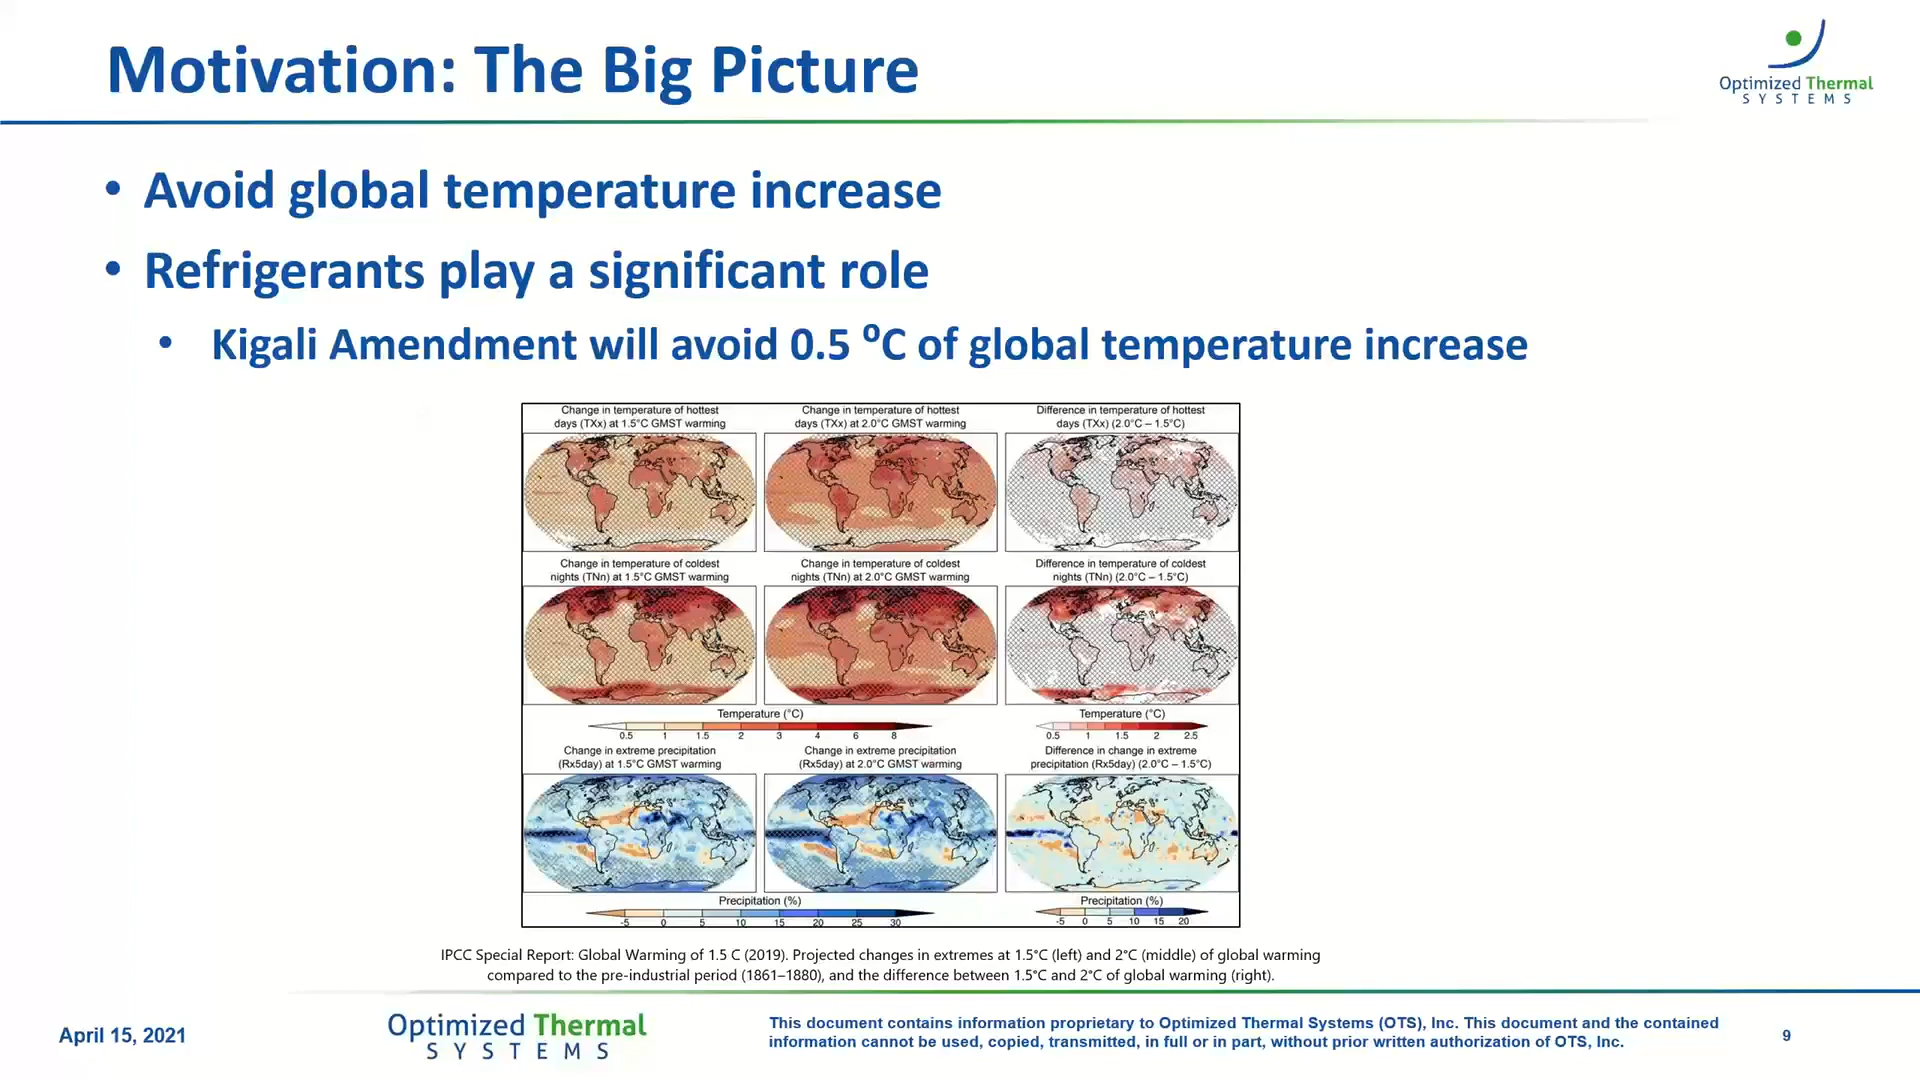 Motivation: The Big Picture
Optimized Thermal
SYSTEMS
• Avoid global temperature increase
• Refrigerants play a significant role
• Kigali Amendment will avoid 0.5 ⁰C of global temperature increase
Change in temperature of hottest
days (TXx) at 1.5°C GMST warming
Change in temperature of hottest
days (TXx) at 2.0°C GMST warming
Difference in temperature of hottest
days (TXx) (2.0°C – 1.5°C)
Change in temperature of coldest
nights (TNn) at 1.5°C GMST warming
Change in temperature of coldest
nights (TNn) at 2.0°C GMST warming
Difference in temperature of coldest
nights (TNn) (2.0°C – 1.5°C)
Temperature (°C)
0.5 1 1.5 2 3 4 6 8
Temperature (°C)
0.5 1 1.5 2 2.5
Change in extreme precipitation
(Rx5day) at 1.5°C GMST warming
Change in extreme precipitation
(Rx5day) at 2.0°C GMST warming
Difference in change in extreme
precipitation (Rx5day) (2.0°C – 1.5°C)
Precipitation (%)
-5 0 5 10 15 20 25 30
Precipitation (%)
-5 0 5 10 15 20
IPCC Special Report: Global Warming of 1.5 C (2019). Projected changes in extremes at 1.5°C (left) and 2°C (middle) of global warming
compared to the pre-industrial period (1861–1880), and the difference between 1.5°C and 2°C of global warming (right).
April 15, 2021
Optimized Thermal
SYSTEMS
This document contains information proprietary to Optimized Thermal Systems (OTS), Inc. This document and the contained
information cannot be used, copied, transmitted, in full or in part, without prior written authorization of OTS, Inc.
9